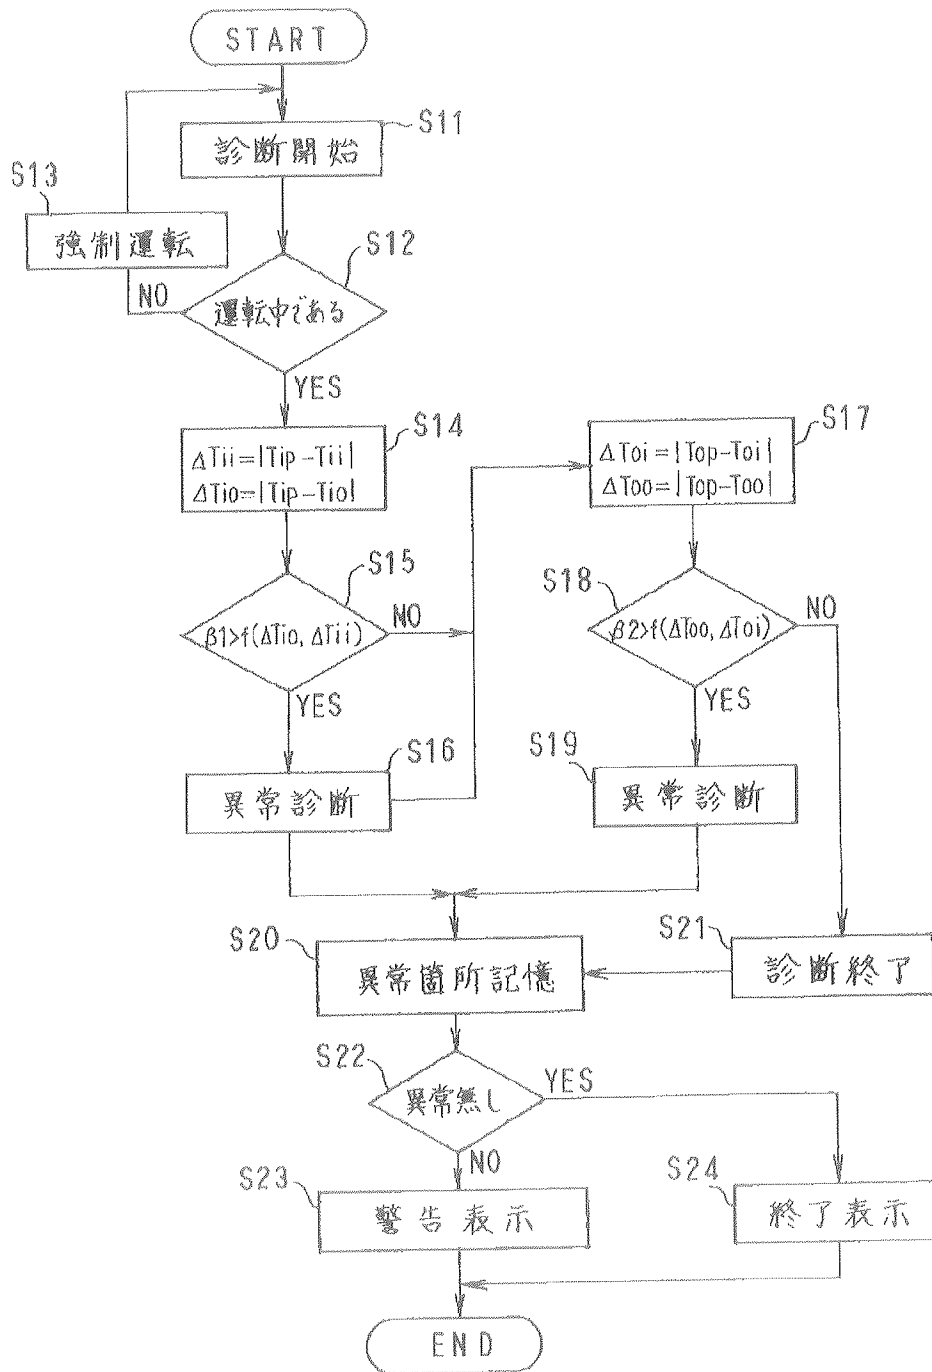 START
S11
診断開始
S13
強制運転
S12
運転中である
NO
YES
S14
ΔTii=|Tip-Tii|
ΔTio=|Tip-Tio|
S17
ΔToi=|Top-Toi|
ΔToo=|Top-Too|
S15
β1>f(ΔTio, ΔTii)
NO
YES
S18
β2>f(ΔToo, ΔToi)
NO
YES
S16
異常診断
S19
異常診断
S20
異常箇所記憶
S21
診断終了
S22
異常無し
YES
NO
S23
警告表示
S24
終了表示
END